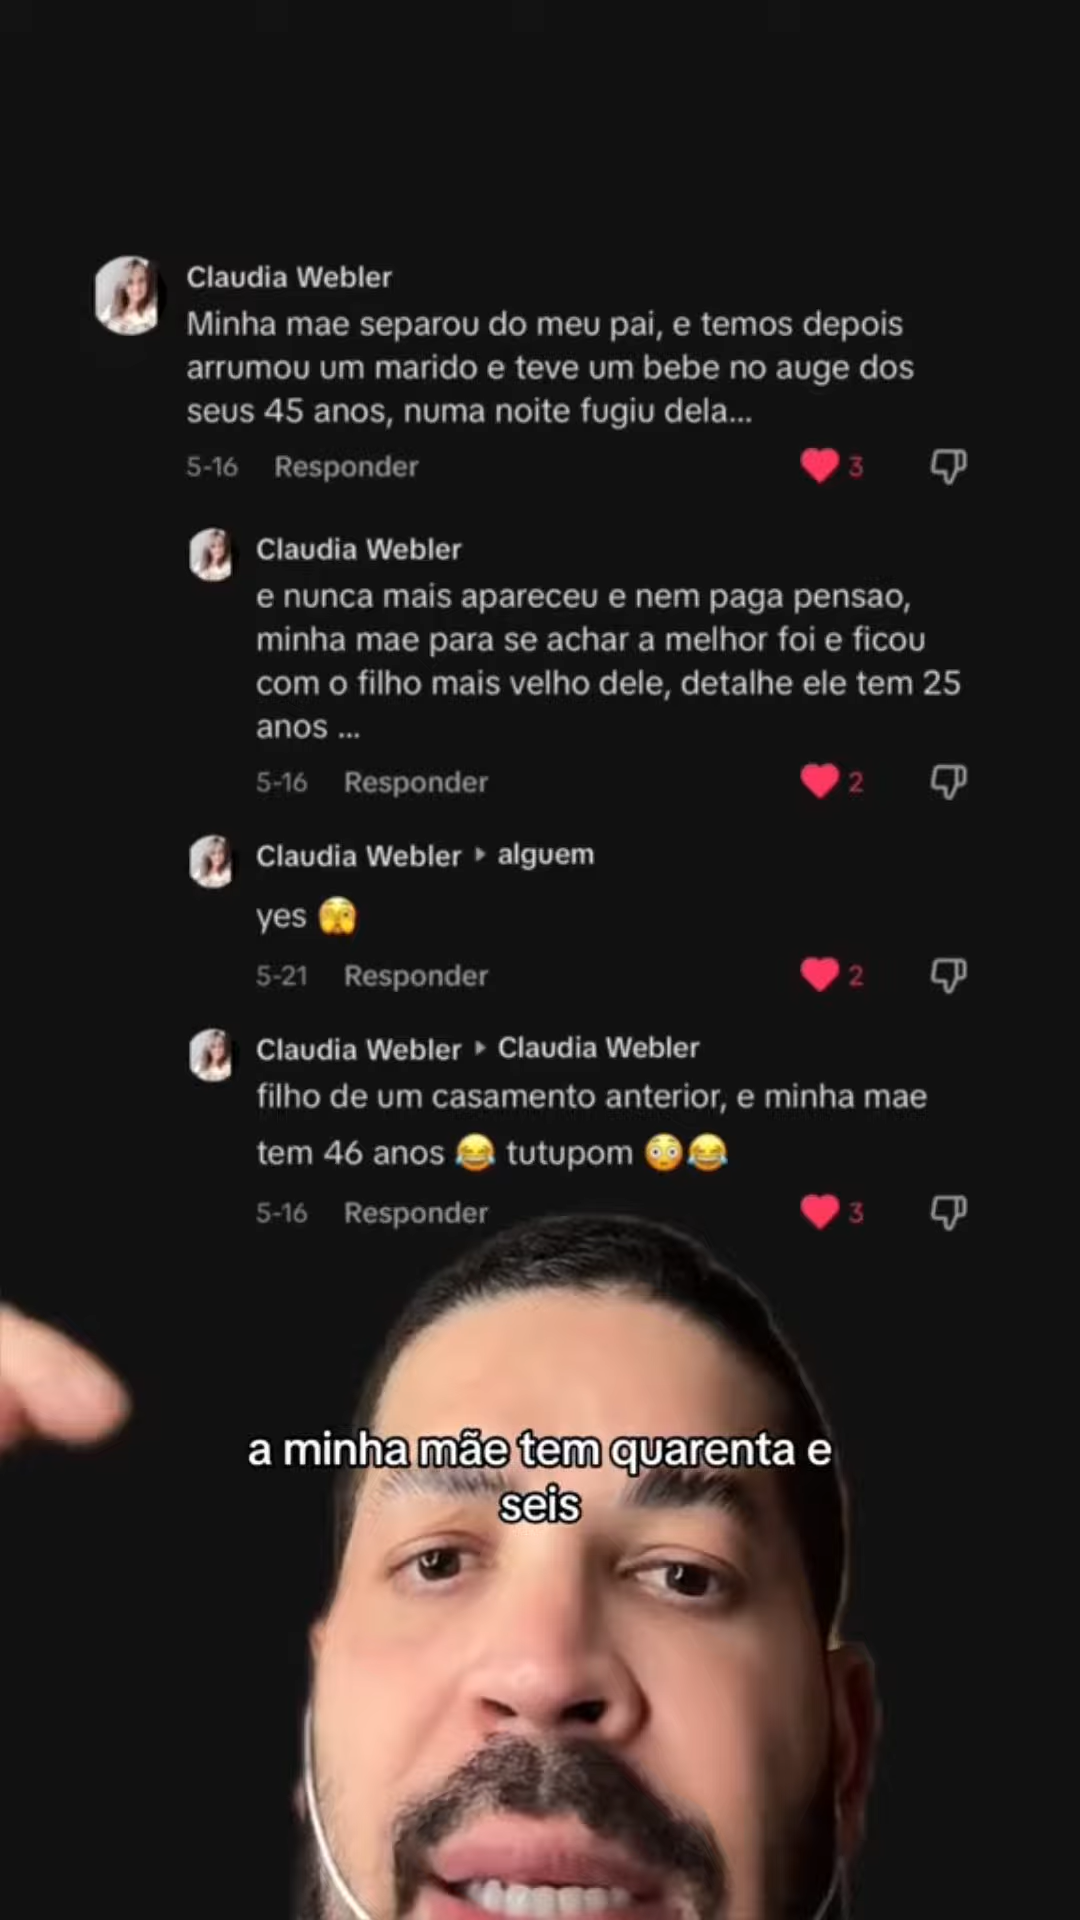 Claudia Webler
Minha mae separou do meu pai, e temos depois
arrumou um marido e teve um bebe no auge dos
seus 45 anos, numa noite fugiu dela...
5-16 Responder 3
Claudia Webler
e nunca mais apareceu e nem paga pensao,
minha mae para se achar a melhor foi e ficou
com o filho mais velho dele, detalhe ele tem 25
anos ...
5-16 Responder 2
Claudia Webler ▸ alguem
yes 🫣
5-21 Responder 2
Claudia Webler ▸ Claudia Webler
filho de um casamento anterior, e minha mae
tem 46 anos 😂 tutupom 😳😂
5-16 Responder 3
a minha mãe tem quarenta e
seis